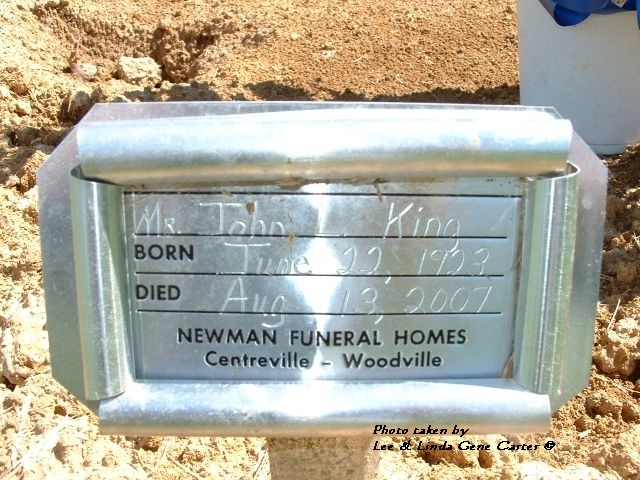 Mr. John L. King
BORN June 22, 1923
DIED Aug 13, 2007
NEWMAN FUNERAL HOMES
Centreville - Woodville
Photo taken by
Lee & Linda Gene Carter ©